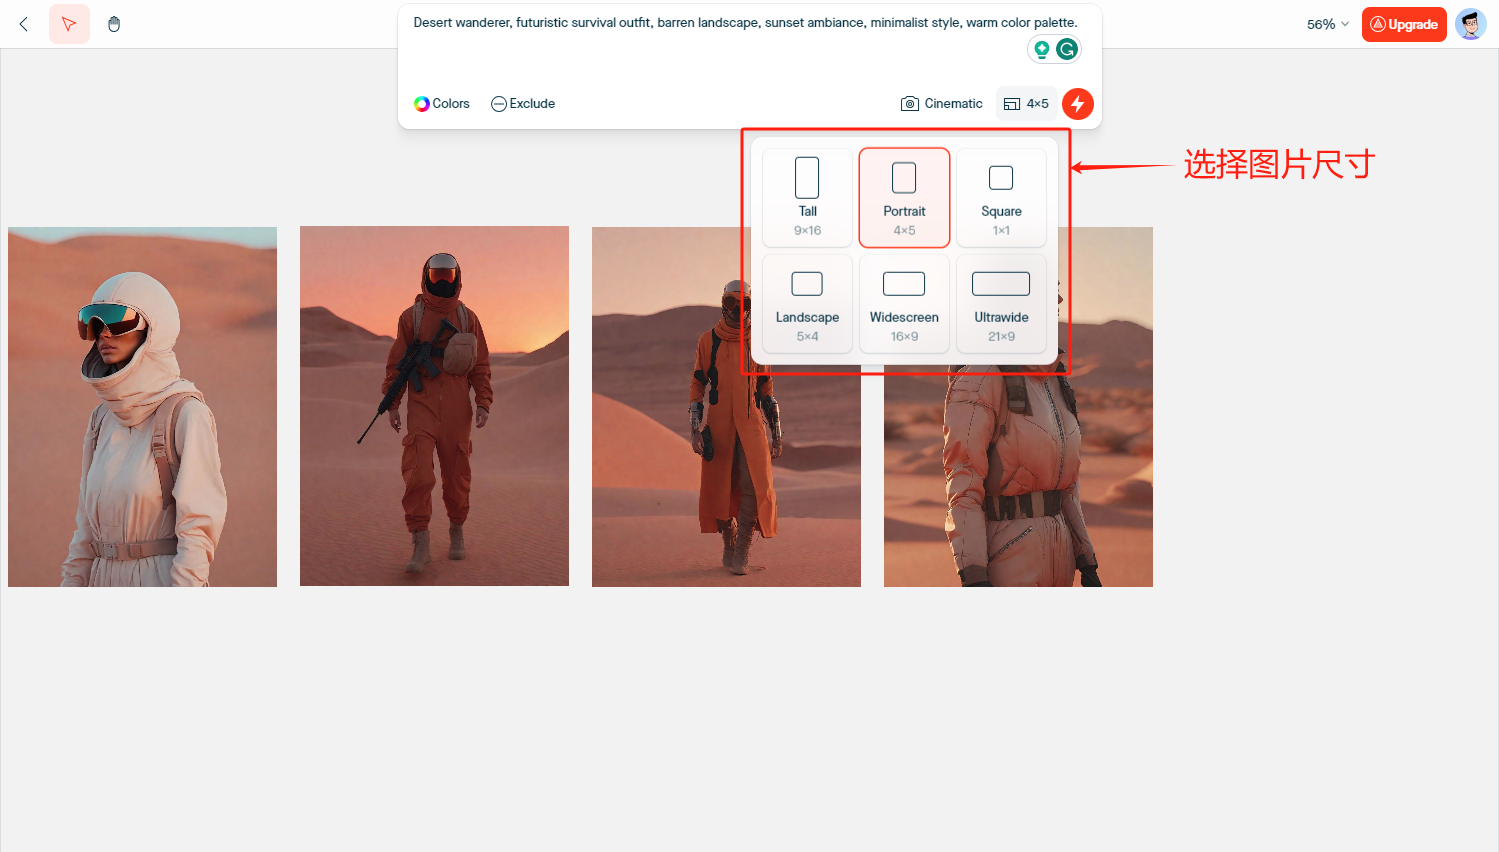 Desert wanderer, futuristic survival outfit, barren landscape, sunset ambiance, minimalist style, warm color palette.
56%
Upgrade
Colors
Exclude
Cinematic
4×5
选择图片尺寸
Tall
9×16
Portrait
4×5
Square
1×1
Landscape
5×4
Widescreen
16×9
Ultrawide
21×9